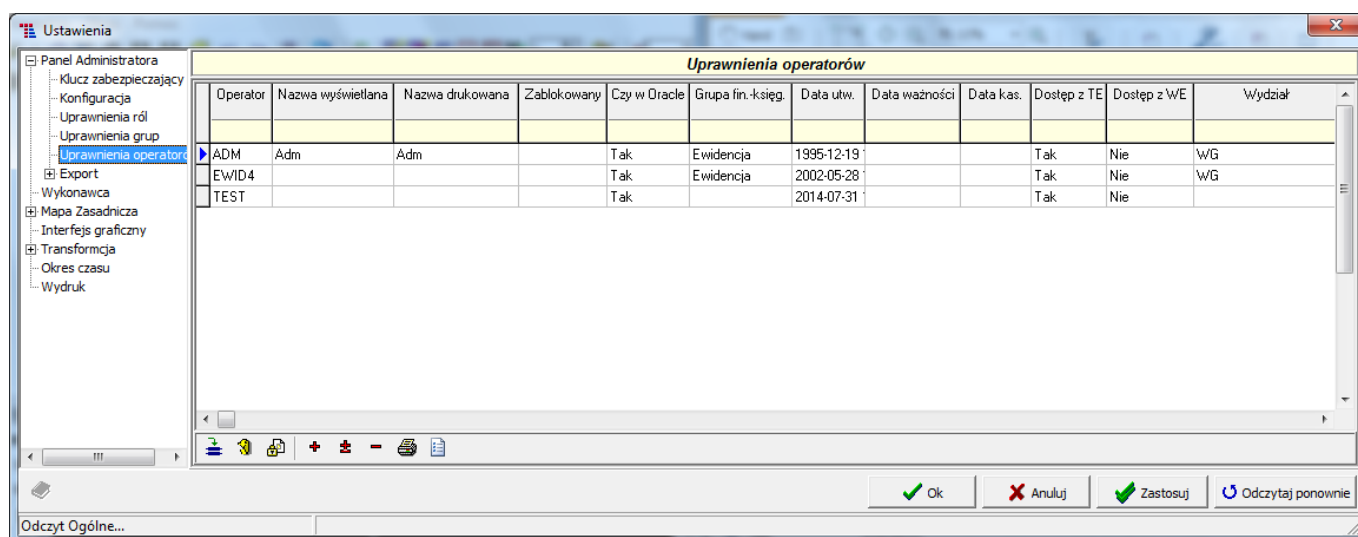 Ustawienia
Panel Administratora
Klucz zabezpieczający
Konfiguracja
Uprawnienia ról
Uprawnienia grup
Uprawnienia operatoró
Export
Wykonawca
Mapa Zasadnicza
Interfejs graficzny
Transformcja
Okres czasu
Wydruk
Uprawnienia operatorów
Operator Nazwa wyświetlana Nazwa drukowana Zablokowany Czy w Oracle Grupa fin.-księg. Data utw. Data ważności Data kas. Dostęp z TE Dostęp z WE Wydział
ADM Adm Adm Tak Ewidencja 1995-12-19 Tak Nie WG
EWID4 Tak Ewidencja 2002-05-28 Tak Nie WG
TEST Tak 2014-07-31 Tak Nie
Ok Anuluj Zastosuj Odczytaj ponownie
Odczyt Ogólne...